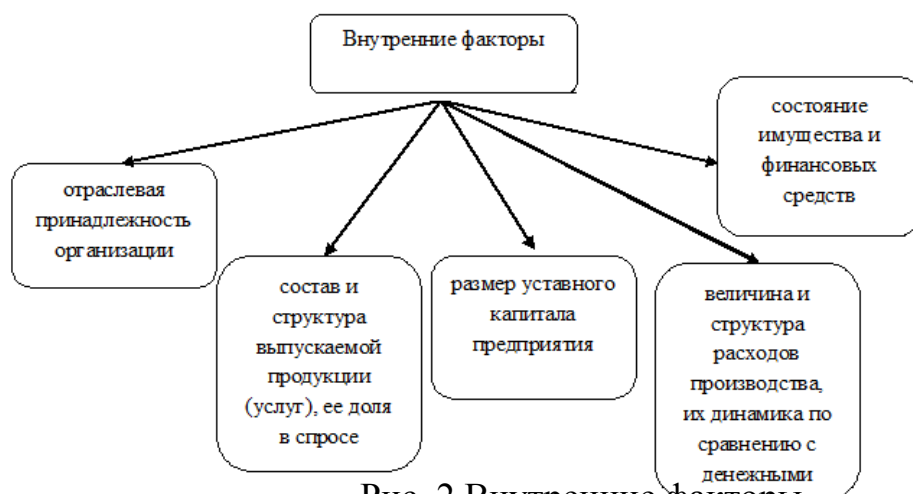 Внутренние факторы
состояние
имущества и
финансовых
средств
отраслевая
принадлежность
организации
состав и
структура
выпускаемой
продукции
(услуг), ее доля
в спросе
размер уставного
капитала
предприятия
величина и
структура
расходов
производства,
их динамика по
сравнению с
денежными
Рис. 2 Внутренние факторы